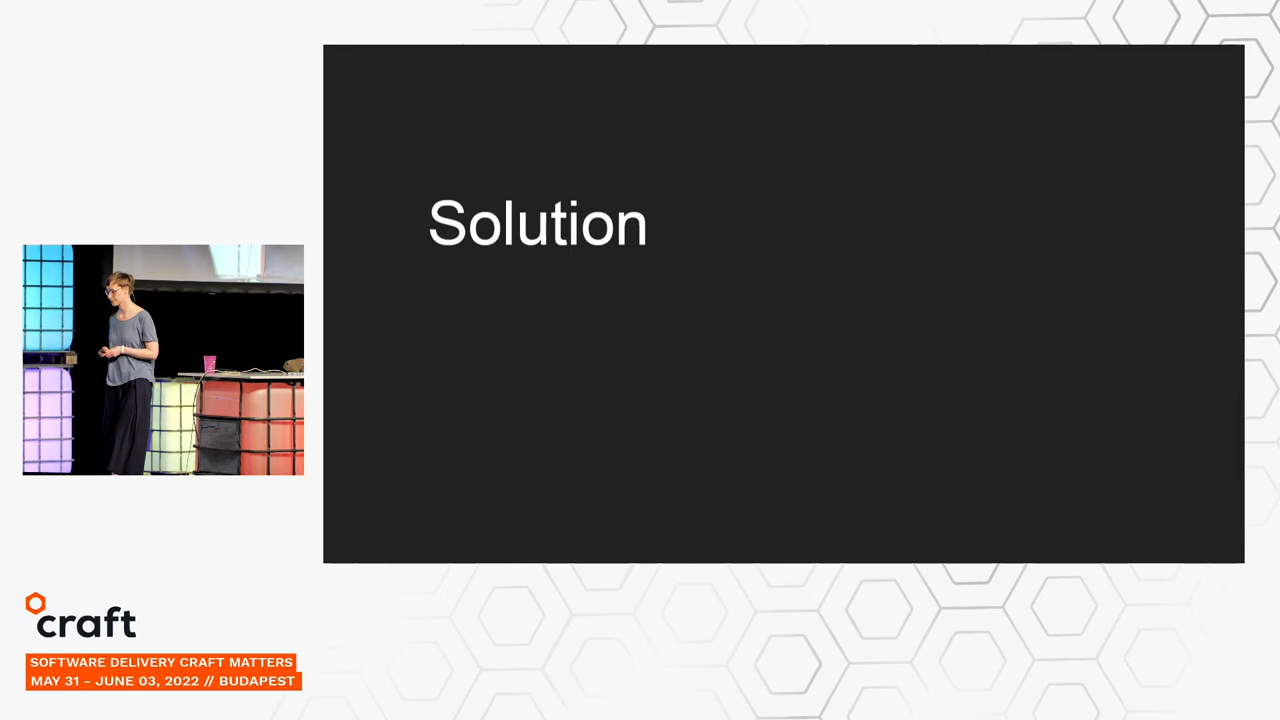 Solution
craft
SOFTWARE DELIVERY CRAFT MATTERS
MAY 31 - JUNE 03, 2022 // BUDAPEST